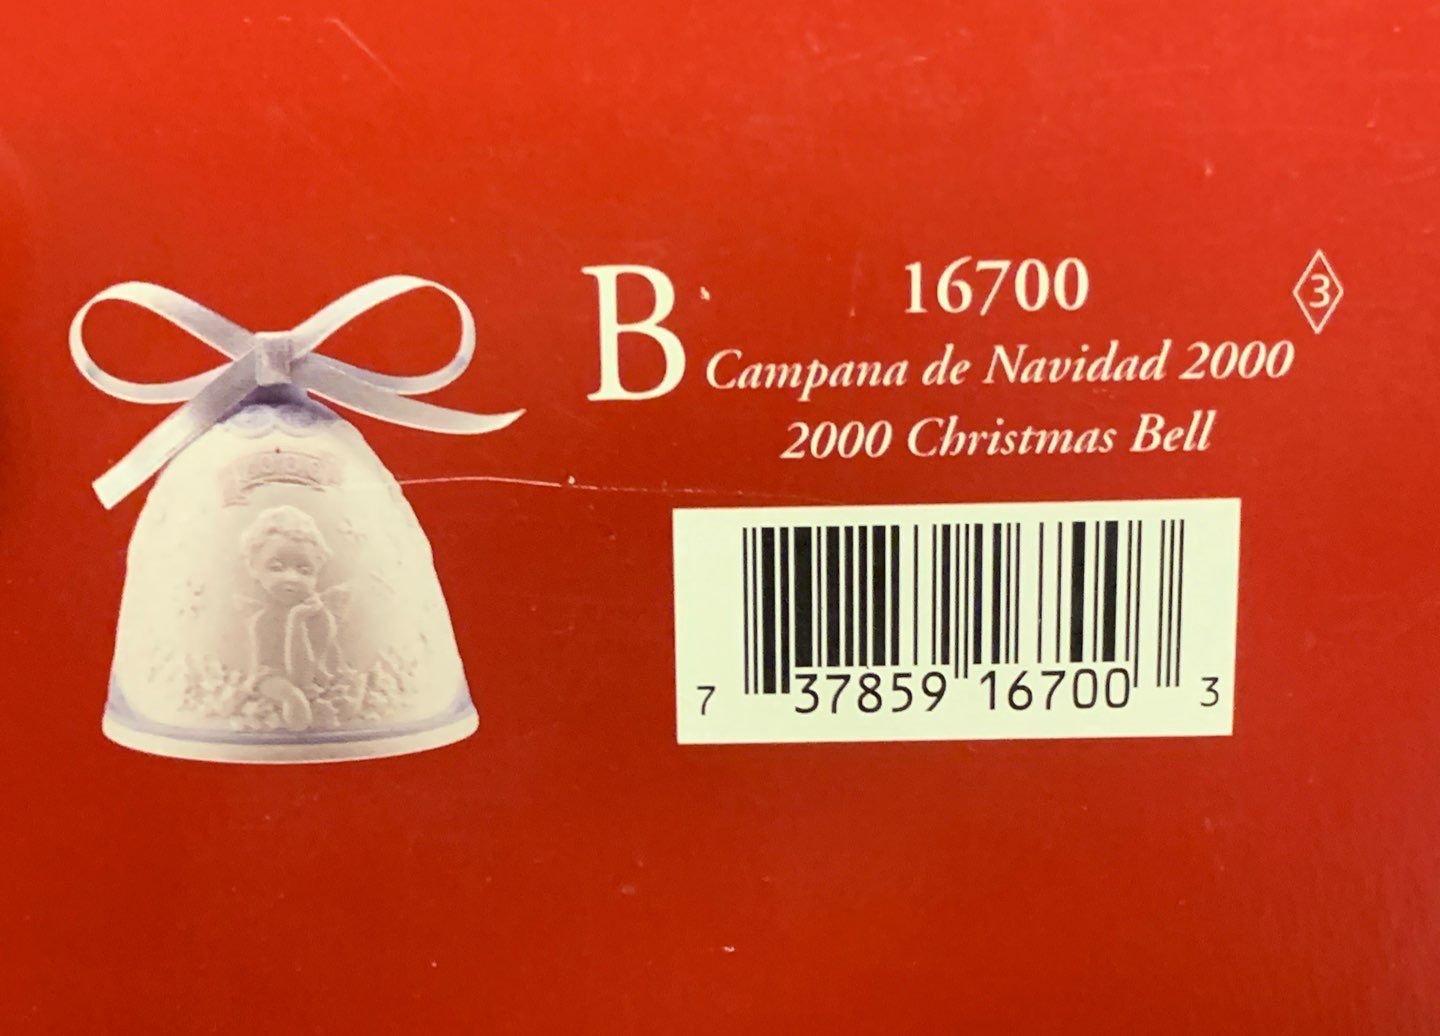 B 16700 3
Campana de Navidad 2000
2000 Christmas Bell
7 37859 16700 3